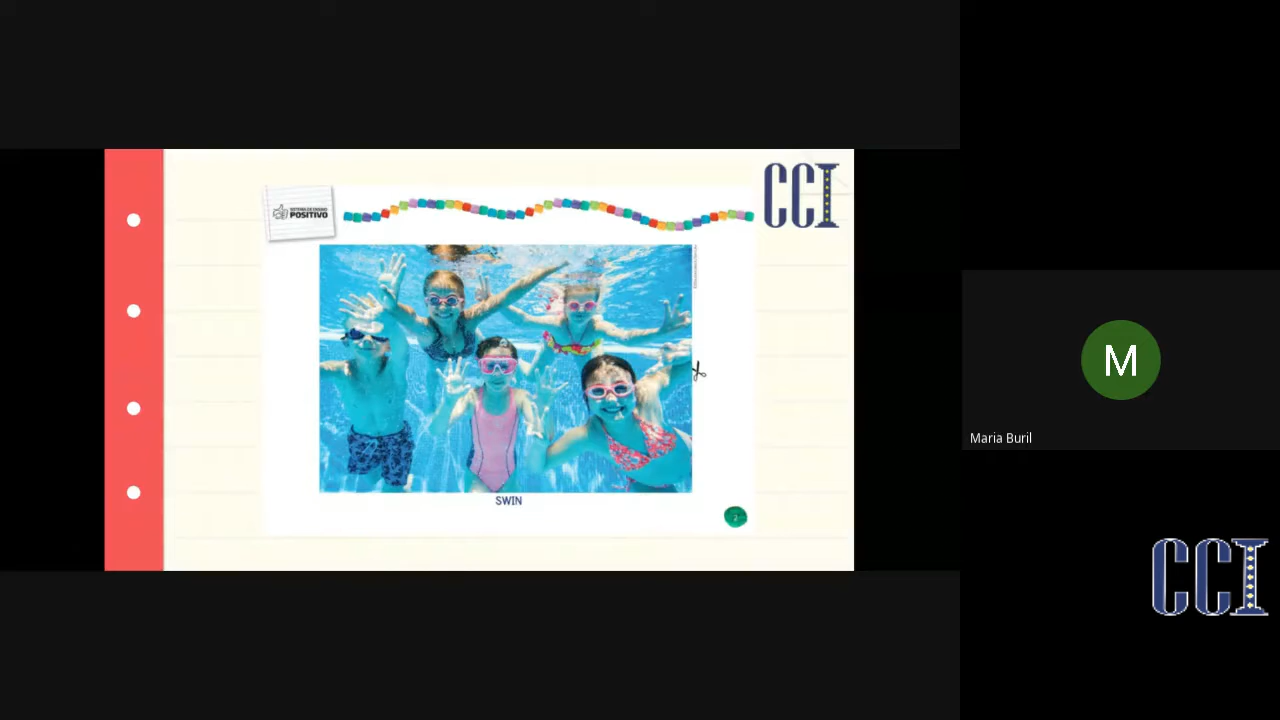 CCI
SISTEMA DE ENSINO
POSITIVO
SWIN
M
Maria Buril
CCI